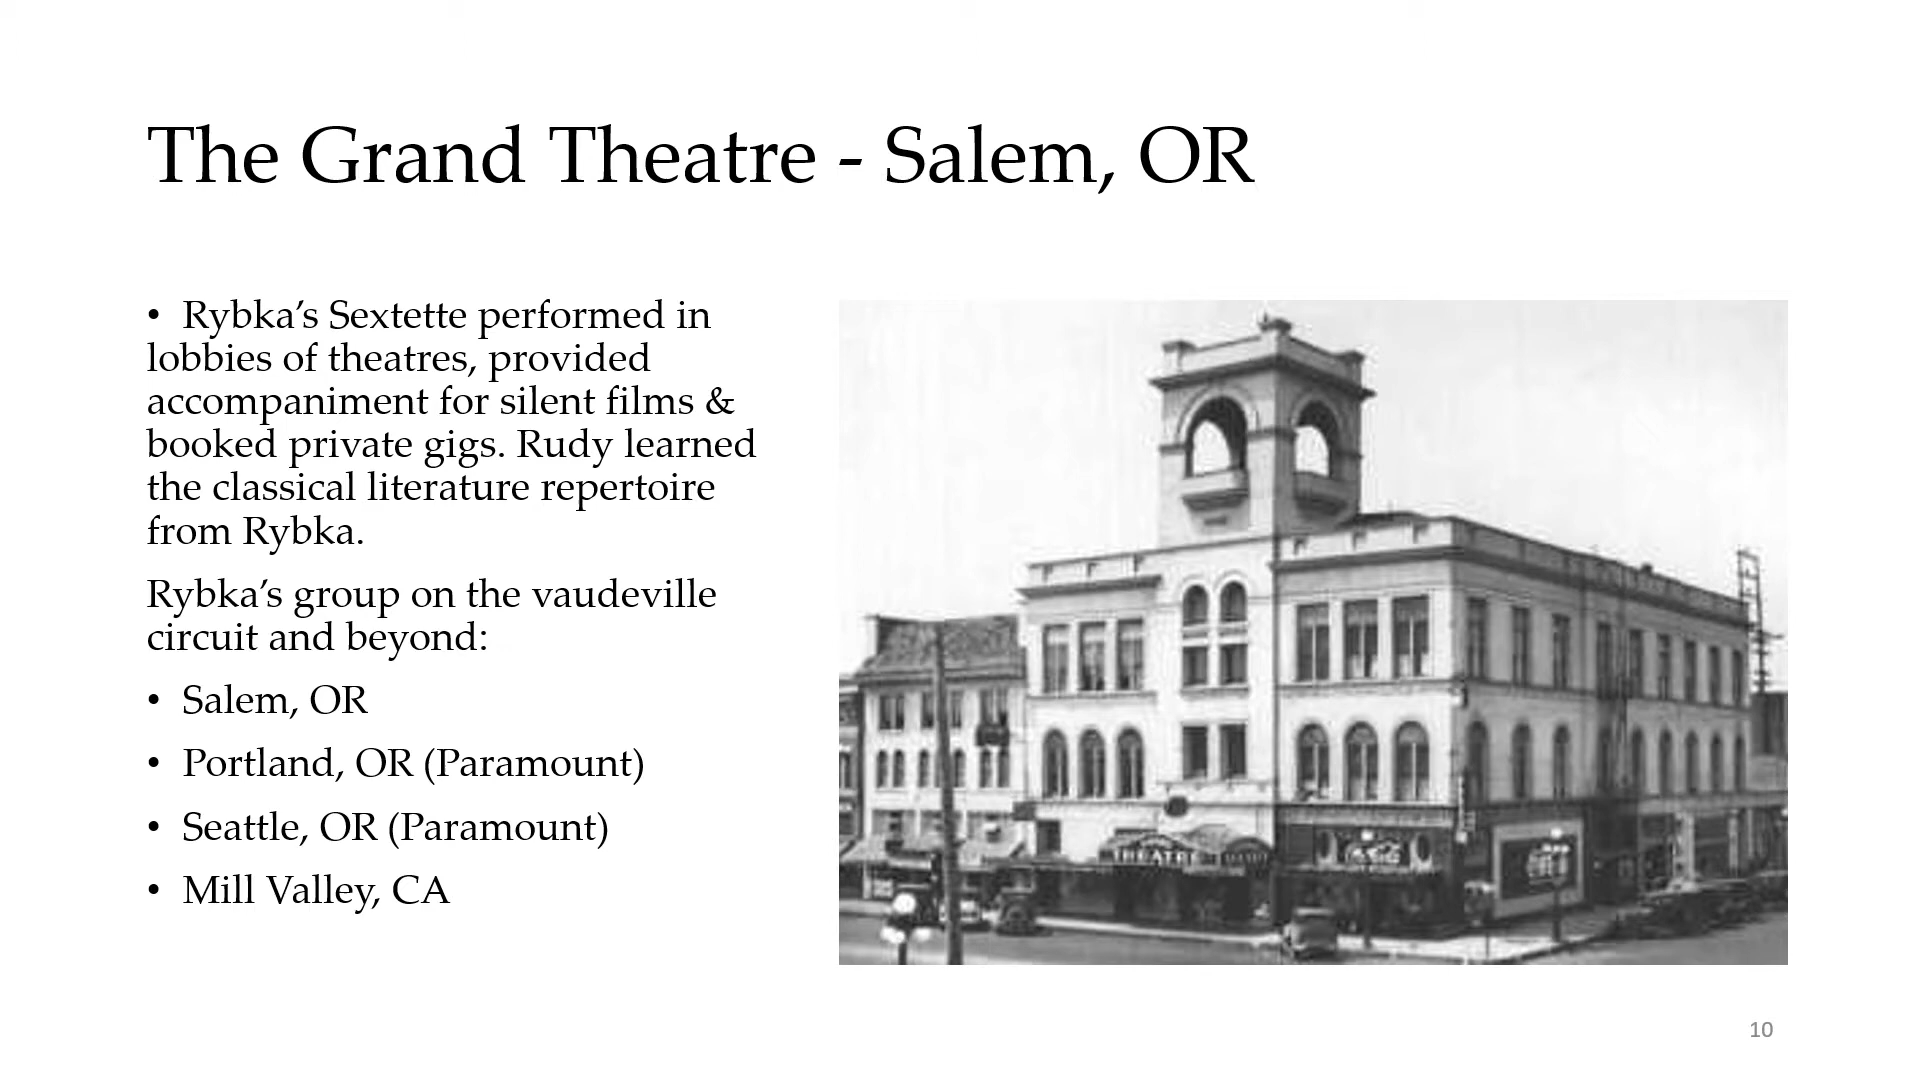 The Grand Theatre - Salem, OR
• Rybka’s Sextette performed in
lobbies of theatres, provided
accompaniment for silent films &
booked private gigs. Rudy learned
the classical literature repertoire
from Rybka.
Rybka’s group on the vaudeville
circuit and beyond:
• Salem, OR
• Portland, OR (Paramount)
• Seattle, OR (Paramount)
• Mill Valley, CA
THEATRE
10